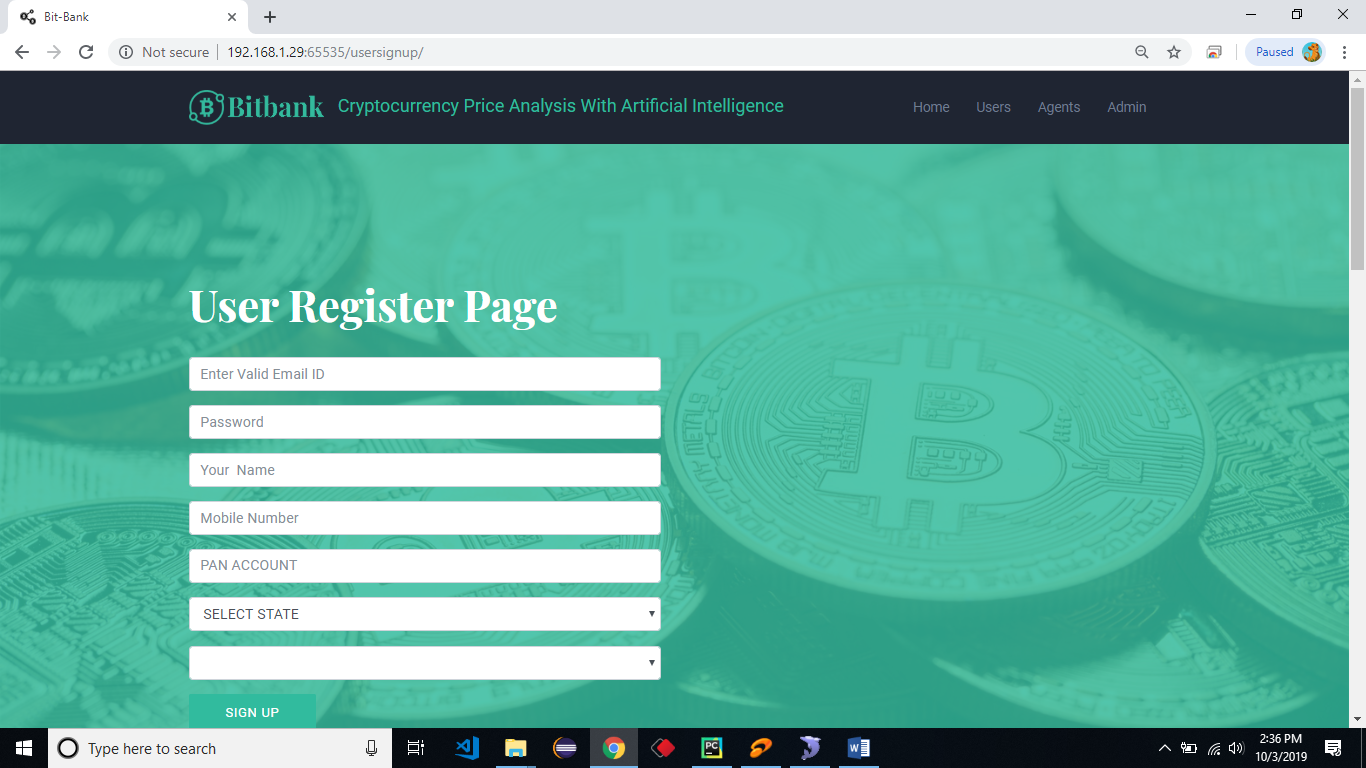 Bit-Bank
Not secure
192.168.1.29:65535/usersignup/
Paused
Bitbank
Cryptocurrency Price Analysis With Artificial Intelligence
Home
Users
Agents
Admin
User Register Page
Enter Valid Email ID
Password
Your  Name
Mobile Number
PAN ACCOUNT
SELECT STATE
SIGN UP
Type here to search
PC
2:36 PM
10/3/2019